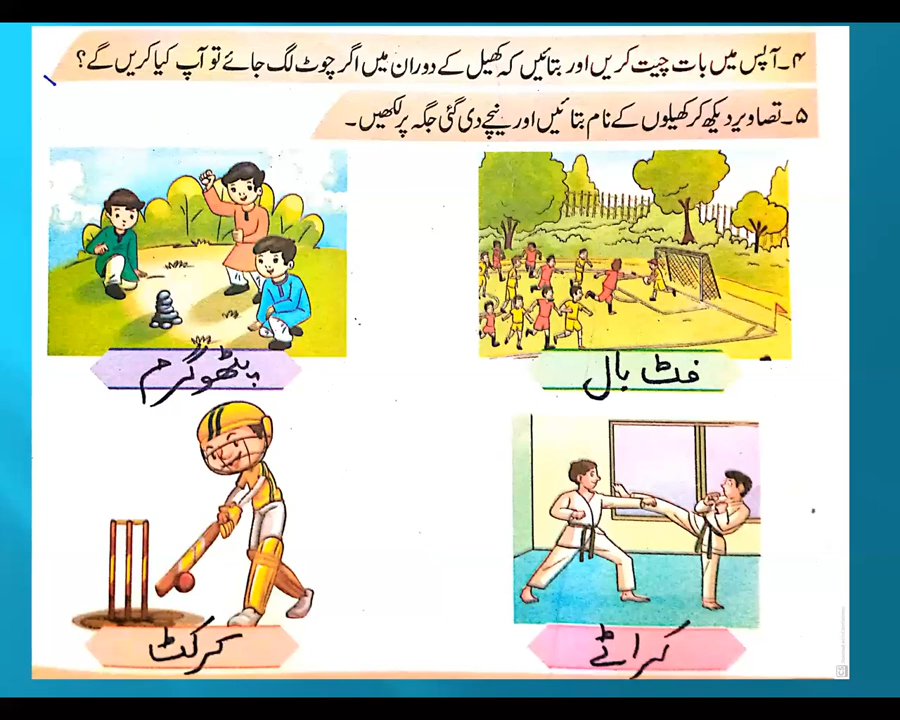 ۴۔ آپس میں بات چیت کریں اور بتائیں کہ کھیل کے دوران میں اگر چوٹ لگ جائے تو آپ کیا کریں گے؟
۵۔ تصاویر دیکھ کر کھیلوں کے نام بتائیں اور نیچے دی گئی جگہ پر لکھیں۔
فٹ بال
پٹھوگرم
کراٹے
کرکٹ